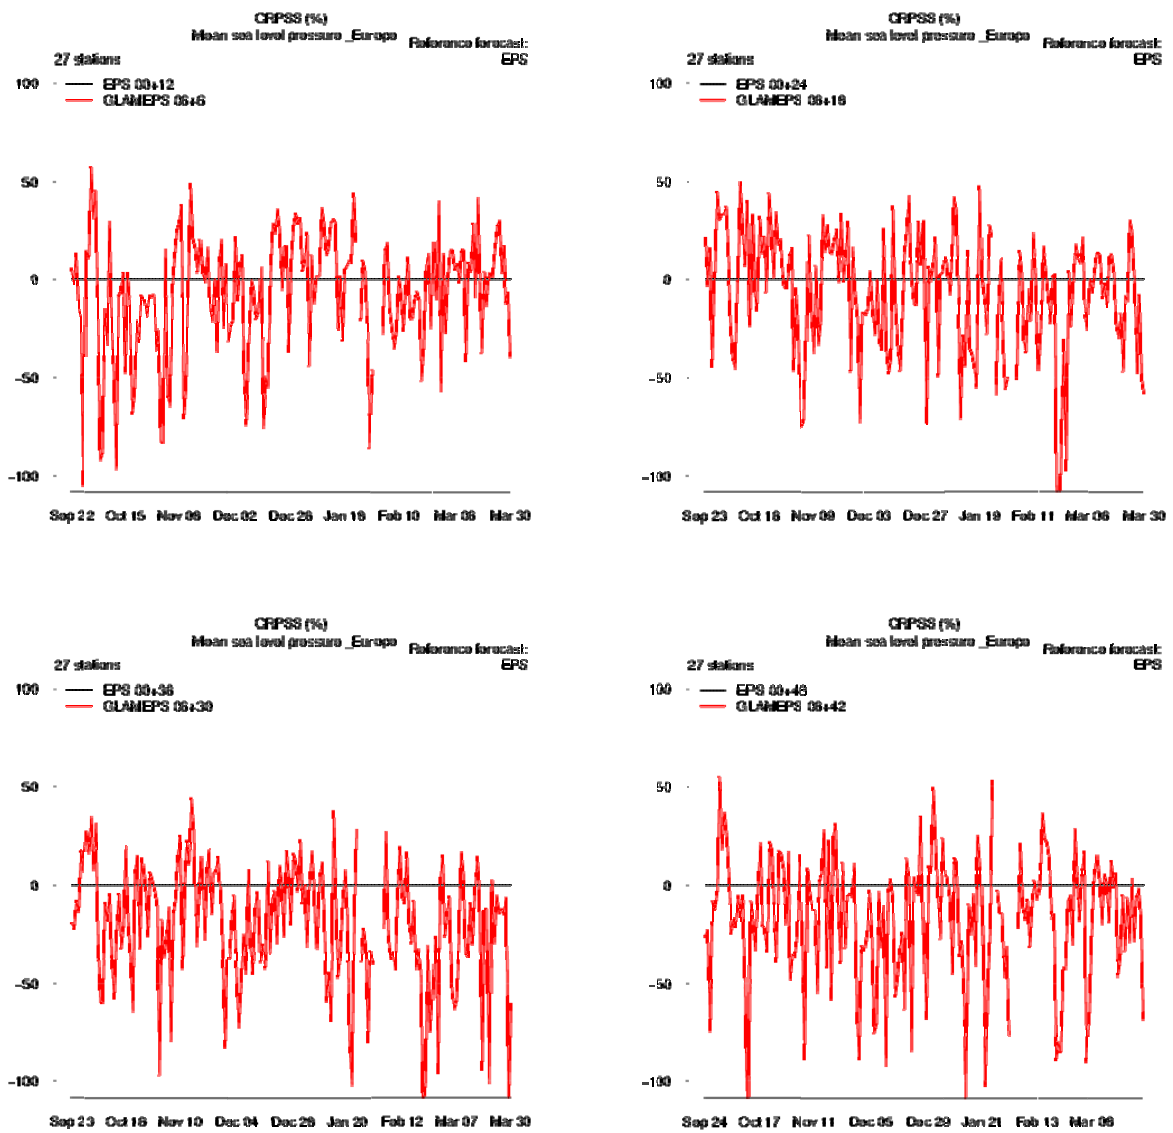 CRPSS (%)
Mean sea level pressure _Europe
Reference forecast:
27 stations
EPS
100
EPS 00+12
GLAMEPS 06+6
50
0
-50
-100
Sep 22 Oct 15 Nov 08 Dec 02 Dec 26 Jan 18 Feb 10 Mar 06 Mar 30
CRPSS (%)
Mean sea level pressure _Europe
Reference forecast:
27 stations
EPS
100
EPS 00+24
GLAMEPS 06+18
50
0
-50
-100
Sep 23 Oct 16 Nov 09 Dec 03 Dec 27 Jan 19 Feb 11 Mar 06 Mar 30
CRPSS (%)
Mean sea level pressure _Europe
Reference forecast:
27 stations
EPS
100
EPS 00+36
GLAMEPS 06+30
50
0
-50
-100
Sep 23 Oct 16 Nov 10 Dec 04 Dec 28 Jan 20 Feb 12 Mar 07 Mar 30
CRPSS (%)
Mean sea level pressure _Europe
Reference forecast:
27 stations
EPS
100
EPS 00+48
GLAMEPS 06+42
50
0
-50
-100
Sep 24 Oct 17 Nov 11 Dec 05 Dec 29 Jan 21 Feb 13 Mar 08